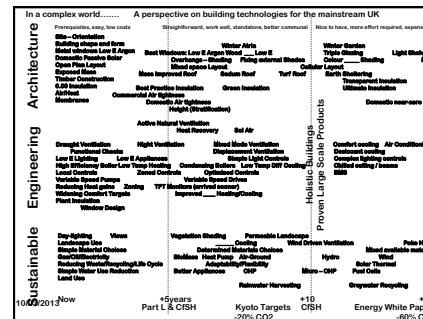 In a complex world....... A perspective on building technologies for the mainstream UK
Prerequisites, easy, low costs Straightforward, work well, standalone, better communal Nice to have, more effort required, expens
Architecture
Site – Orientation
Building shape and form Winter Atria Winter Garden
Metal windows Low E Argon Best Windows: Low E Argon Wood ___ Low E Triple Glazing Light Shelv
Domestic Passive Solar Overhangs – Shading Fixing external Shades Colour ____ Shading
Open Plan Layout Mixed space Layout Cellular Layout
Exposed Mass Mass Improved Roof Sedum Roof Turf Roof Earth Sheltering
Timber Construction Transparent Insulation
0.00 Insulation Best Practice Insulation Green Insulation Ultimate Insulation
Airtight Commercial Air tightness
Membranes Domestic Air tightness Domestic near-zero
Height (Stratification)
Engineering
Active Natural Ventilation
Heat Recovery Sol Air
Draught Ventilation Night Ventilation Mixed Mode Ventilation Comfort cooling Air Condition
Functional Checks Displacement Ventilation Desiccant cooling
Low E Lighting Low E Appliances Simple Light Controls Complex lighting controls
High Efficiency Boiler Low Temp Heating Condensing Boilers Low Temp Diff Cooling Chilled ceiling / beams
Local Controls Zoned Controls Optimised Controls BMS
Variable Speed Pumps Variable Speed Drives
Reducing Heat gains Zoning TPT Monitors (arrived sooner)
Widening Comfort Targets Improved ____ Heating/Cooling
Plant Insulation
Window Design
Holistic Buildings
Proven Large Scale Products
Sustainable
Day-lighting Views Vegetation Shading Permeable Landscape
Landscape Use ____ Cooling Wind Driven Ventilation
Simple Material Choices Determined Materials Choices Mixed available mate
Gas/Oil/Electricity Biomass Heat Pump Air-Ground Hydro Wind
Reducing Waste/Recycling/Life Cycle Adaptability/Flexibility Solar Thermal
Simple Water Use Reduction Better Appliances CHP Micro – CHP Fuel Cells
Land Use
Rainwater Harvesting Greywater Recycling
10/09/2013
Now +5years +10
Part L & CfSH Kyoto Targets CfSH Energy White Pap
-20% CO2 -60% C